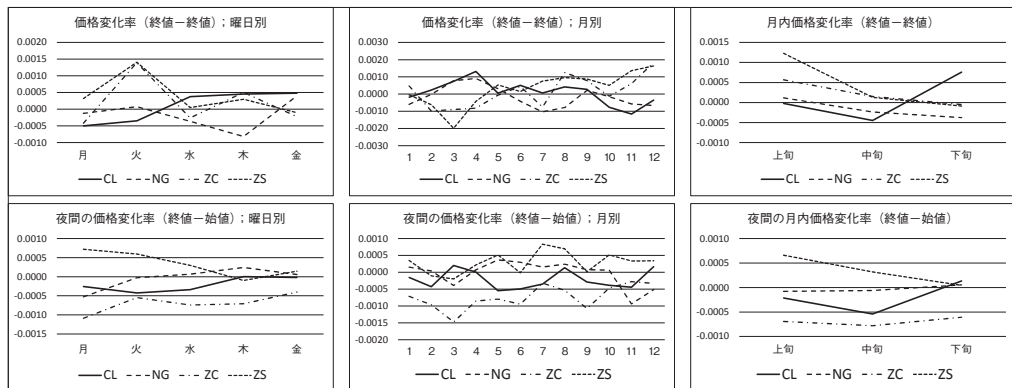 価格変化率（終値－終値）；曜日別
0.0020
0.0015
0.0010
0.0005
0.0000
-0.0005
-0.0010
月 火 水 木 金
CL NG ZC ZS
価格変化率（終値－終値）；月別
0.0030
0.0020
0.0010
0.0000
-0.0010
-0.0020
-0.0030
1 2 3 4 5 6 7 8 9 10 11 12
CL NG ZC ZS
月内価格変化率（終値－終値）
0.0015
0.0010
0.0005
0.0000
-0.0005
-0.0010
上旬 中旬 下旬
CL NG ZC ZS
夜間の価格変化率（終値－始値）；曜日別
0.0010
0.0005
0.0000
-0.0005
-0.0010
-0.0015
月 火 水 木 金
CL NG ZC ZS
夜間の価格変化率（終値－始値）；月別
0.0010
0.0005
0.0000
-0.0005
-0.0010
-0.0015
-0.0020
1 2 3 4 5 6 7 8 9 10 11 12
CL NG ZC ZS
夜間の月内価格変化率（終値－始値）
0.0010
0.0005
0.0000
-0.0005
-0.0010
上旬 中旬 下旬
CL NG ZC ZS